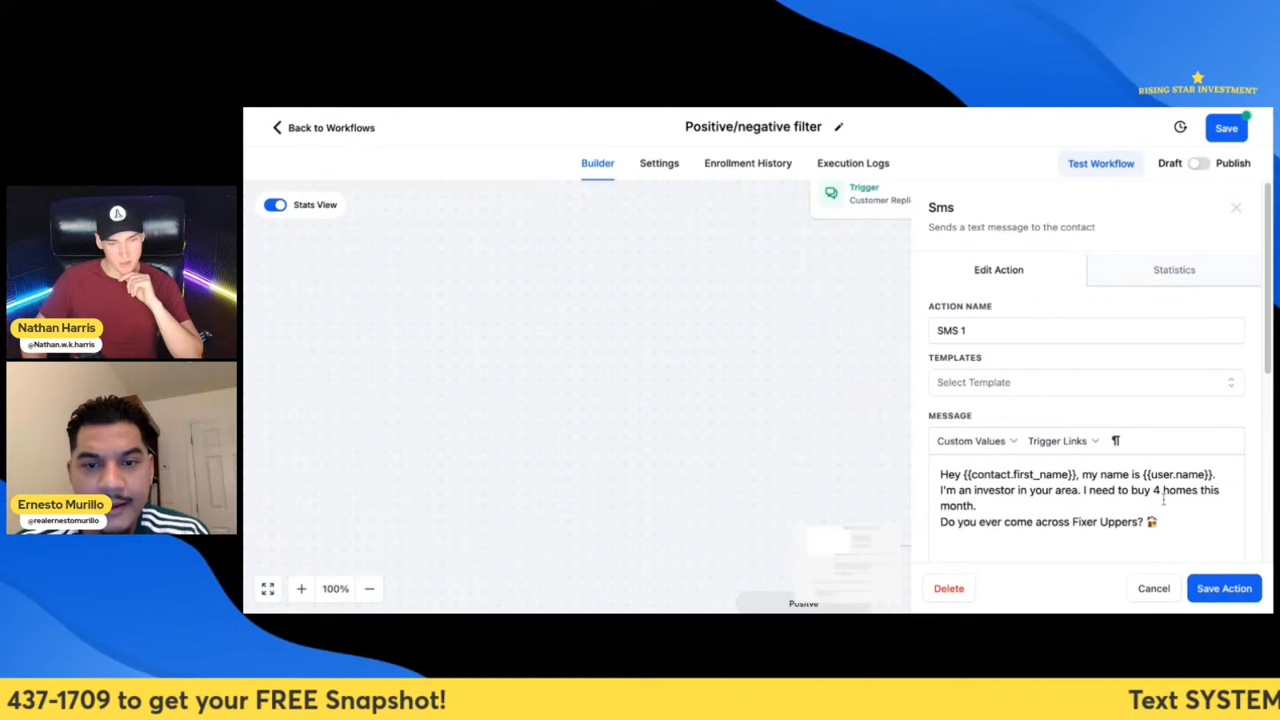 RISING STAR INVESTMENT
Back to Workflows
Positive/negative filter
Save
Builder
Settings
Enrollment History
Execution Logs
Test Workflow
Draft
Publish
Stats View
Trigger
Customer Repli
Sms
Sends a text message to the contact
Edit Action
Statistics
ACTION NAME
SMS 1
TEMPLATES
Select Template
MESSAGE
Custom Values
Trigger Links
Hey {{contact.first_name}}, my name is {{user.name}}.
I'm an investor in your area. I need to buy 4 homes this
month.
Do you ever come across Fixer Uppers?
Delete
Cancel
Save Action
100%
Positive
Nathan Harris
@Nathan.w.k.harris
Ernesto Murillo
@realernestomurillo
437-1709 to get your FREE Snapshot!
Text SYSTEM